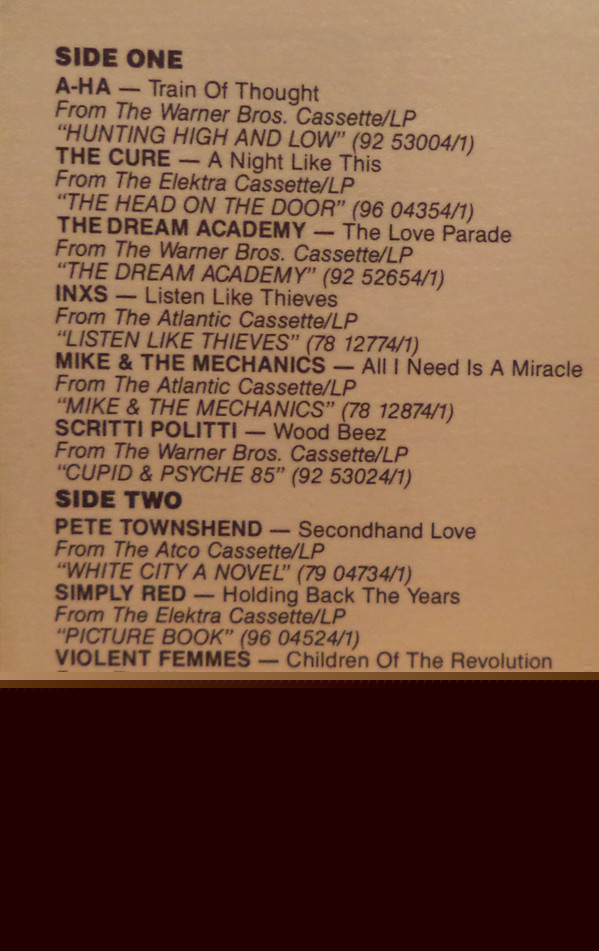 SIDE ONE
A-HA — Train Of Thought
From The Warner Bros. Cassette/LP
"HUNTING HIGH AND LOW" (92 53004/1)
THE CURE — A Night Like This
From The Elektra Cassette/LP
"THE HEAD ON THE DOOR" (96 04354/1)
THE DREAM ACADEMY — The Love Parade
From The Warner Bros. Cassette/LP
"THE DREAM ACADEMY" (92 52654/1)
INXS — Listen Like Thieves
From The Atlantic Cassette/LP
"LISTEN LIKE THIEVES" (78 12774/1)
MIKE & THE MECHANICS — All I Need Is A Miracle
From The Atlantic Cassette/LP
"MIKE & THE MECHANICS" (78 12874/1)
SCRITTI POLITTI — Wood Beez
From The Warner Bros. Cassette/LP
"CUPID & PSYCHE 85" (92 53024/1)
SIDE TWO
PETE TOWNSHEND — Secondhand Love
From The Atco Cassette/LP
"WHITE CITY A NOVEL" (79 04734/1)
SIMPLY RED — Holding Back The Years
From The Elektra Cassette/LP
"PICTURE BOOK" (96 04524/1)
VIOLENT FEMMES — Children Of The Revolution